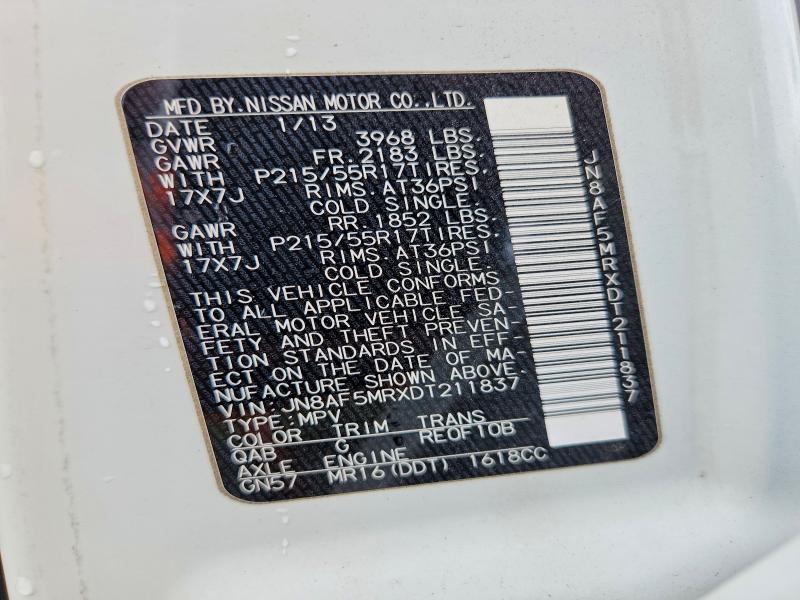 MFD BY.NISSAN MOTOR CO.,LTD.
DATE 1/13
GVWR 3968 LBS.
GAWR FR.2183 LBS.
WITH P215/55R17TIRES.
17X7J RIMS.AT36PSI
COLD SINGLE.
GAWR RR.1852 LBS.
WITH P215/55R17TIRES.
17X7J RIMS.AT36PSI
COLD SINGLE.
THIS VEHICLE CONFORMS
TO ALL APPLICABLE FED-
ERAL MOTOR VEHICLE SA-
FETY AND THEFT PREVEN-
TION STANDARDS IN EFF-
ECT ON THE DATE OF MA-
NUFACTURE SHOWN ABOVE.
VIN:JN8AF5MRXDT211837
TYPE:MPV
COLOR TRIM TRANS
QAB G RE0F10B
AXLE ENGINE
GN57 MR16(DDT) 1618CC
JN8AF5MRXDT211837